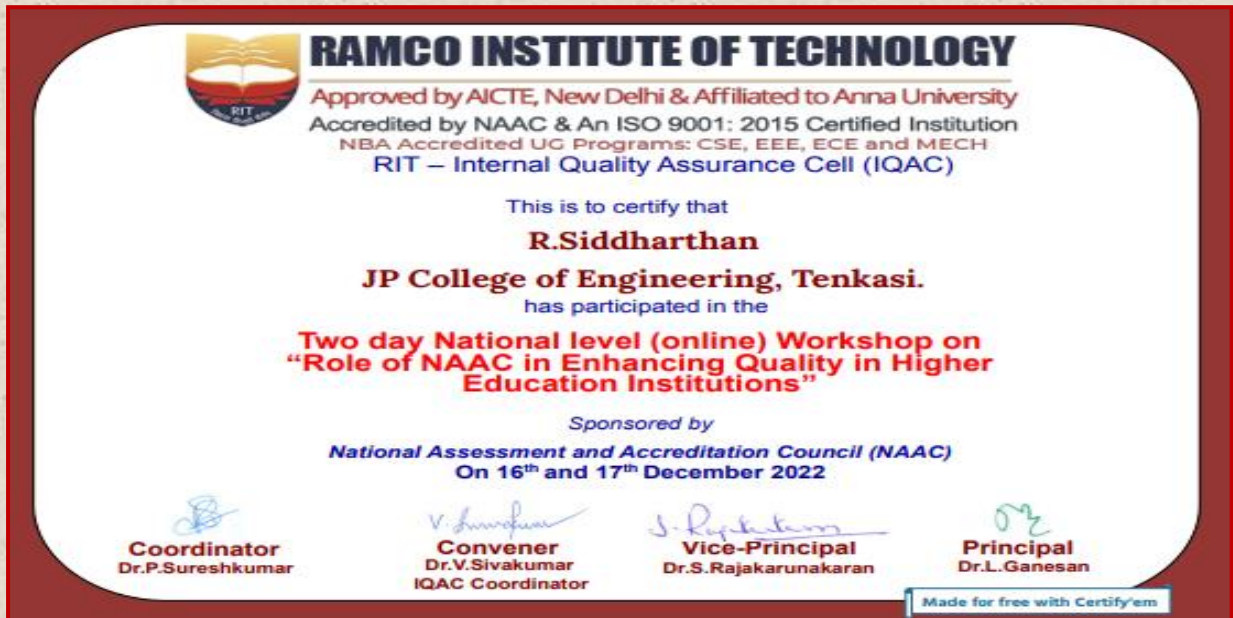 RAMCO INSTITUTE OF TECHNOLOGY
Approved by AICTE, New Delhi & Affiliated to Anna University
Accredited by NAAC & An ISO 9001: 2015 Certified Institution
NBA Accredited UG Programs: CSE, EEE, ECE and MECH
RIT – Internal Quality Assurance Cell (IQAC)
RIT
This is to certify that
R.Siddharthan
JP College of Engineering, Tenkasi.
has participated in the
Two day National level (online) Workshop on
“Role of NAAC in Enhancing Quality in Higher
Education Institutions”
Sponsored by
National Assessment and Accreditation Council (NAAC)
On 16th and 17th December 2022
Coordinator
Dr.P.Sureshkumar
Convener
Dr.V.Sivakumar
IQAC Coordinator
Vice-Principal
Dr.S.Rajakarunakaran
Principal
Dr.L.Ganesan
Made for free with Certify'em